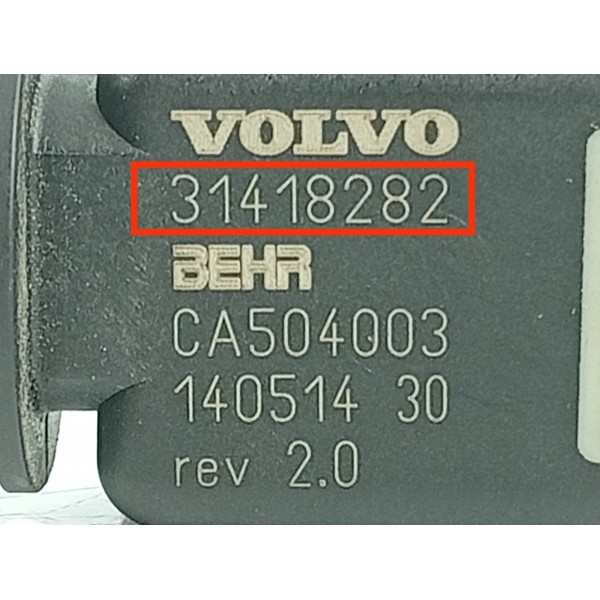 VOLVO
31418282
BEHR
CA504003
140514 30
rev 2.0